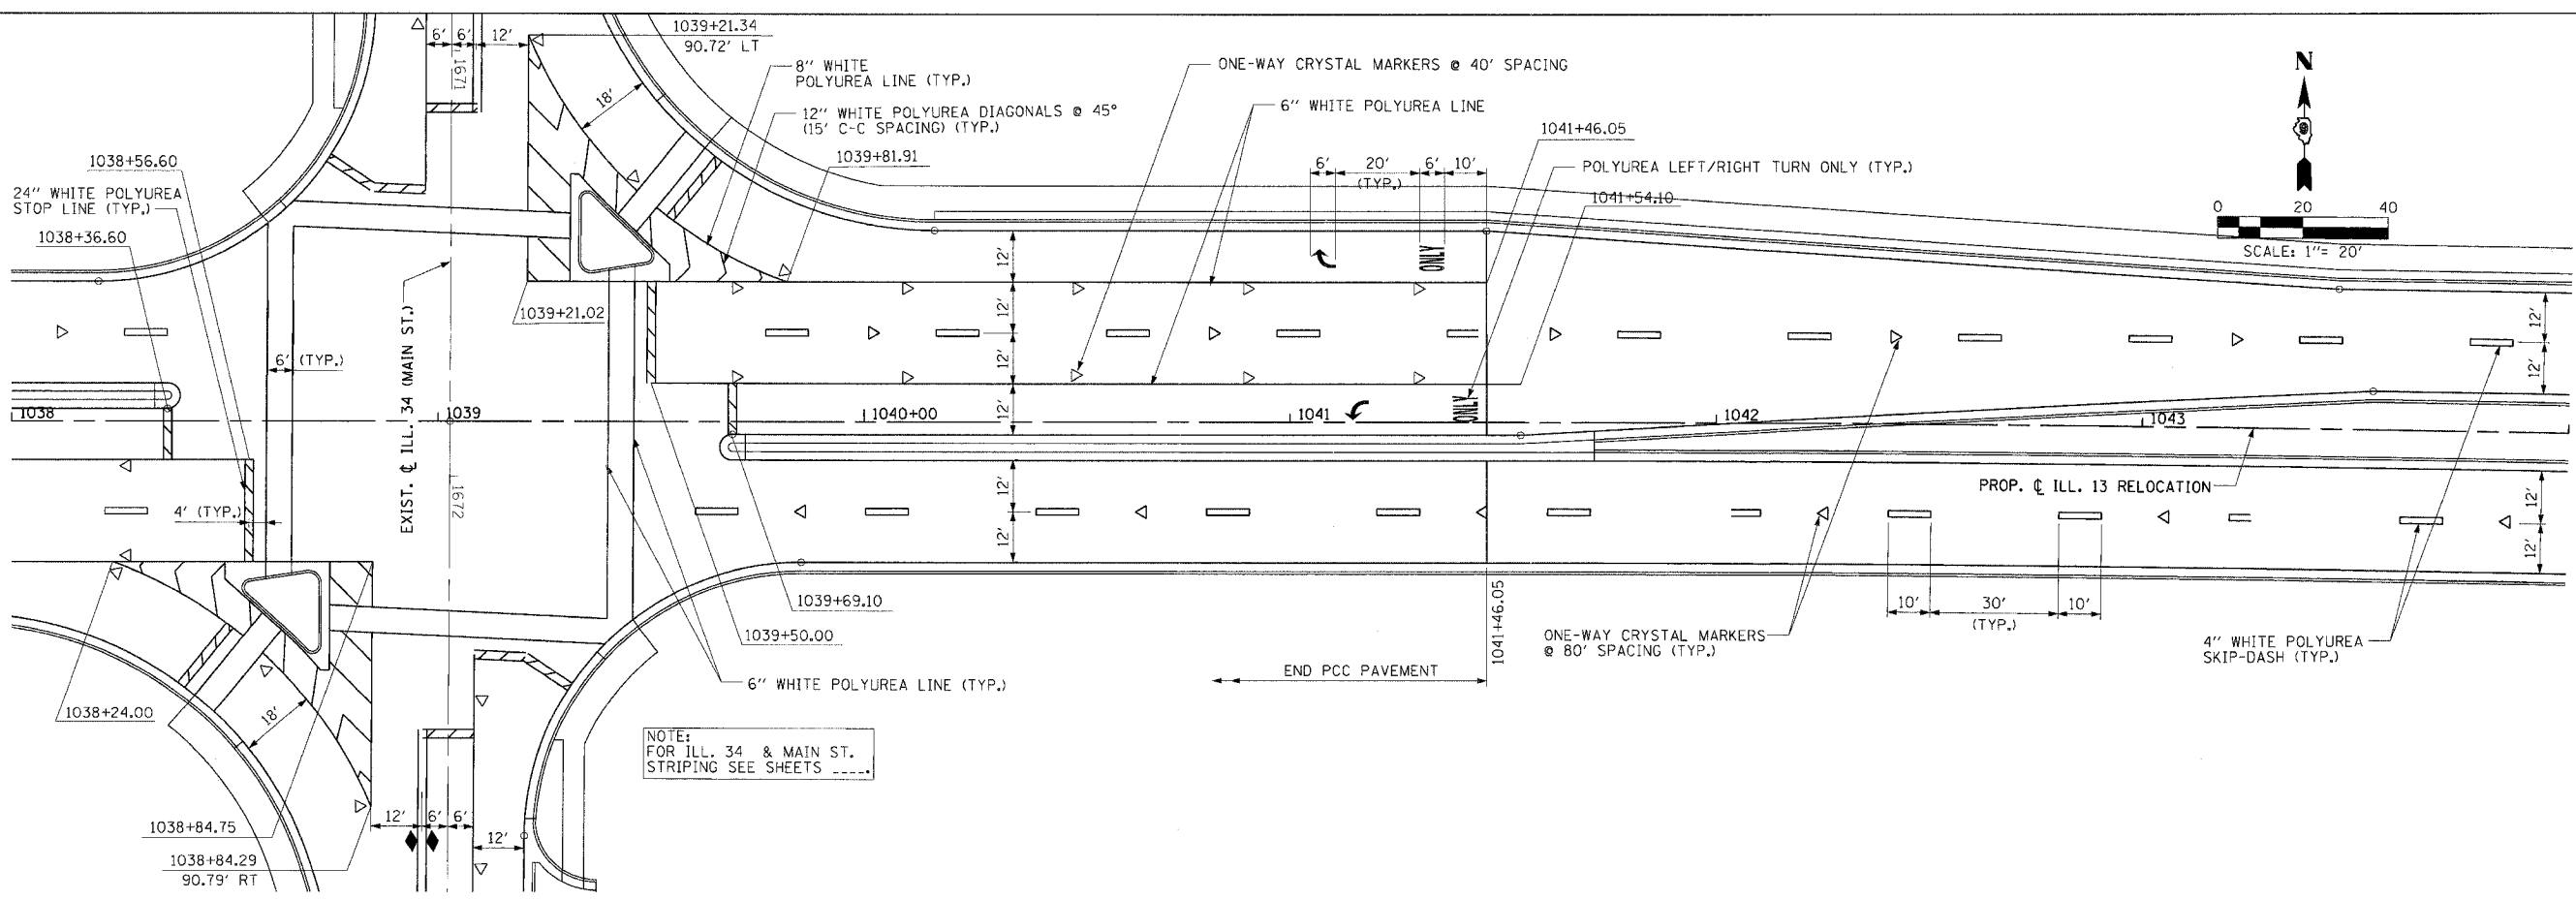 1039+21.34
90.72' LT
6'
6'
12'
1671
8" WHITE
POLYUREA LINE (TYP.)
18'
12" WHITE POLYUREA DIAGONALS @ 45°
(15' C-C SPACING) (TYP.)
1039+81.91
ONE-WAY CRYSTAL MARKERS @ 40' SPACING
6" WHITE POLYUREA LINE
1041+46.05
6'
20'
(TYP.)
6'
10'
POLYUREA LEFT/RIGHT TURN ONLY (TYP.)
1041+54.10
N
0
20
40
SCALE: 1"= 20'
1038+56.60
24" WHITE POLYUREA
STOP LINE (TYP.)
1038+36.60
EXIST. ℄ ILL. 34 (MAIN ST.)
1039+21.02
12'
ONLY
12'
12'
12'
12'
12'
6' (TYP.)
1038
1039
1040+00
1041
ONLY
1042
1043
1672
4' (TYP.)
12'
12'
PROP. ℄ ILL. 13 RELOCATION
12'
12'
1039+69.10
1039+50.00
1041+46.05
10'
30'
(TYP.)
10'
ONE-WAY CRYSTAL MARKERS
@ 80' SPACING (TYP.)
4" WHITE POLYUREA
SKIP-DASH (TYP.)
END PCC PAVEMENT
6" WHITE POLYUREA LINE (TYP.)
1038+24.00
18'
NOTE:
FOR ILL. 34 & MAIN ST.
STRIPING SEE SHEETS ____.
1038+84.75
12'
6'
6'
12'
1038+84.29
90.79' RT